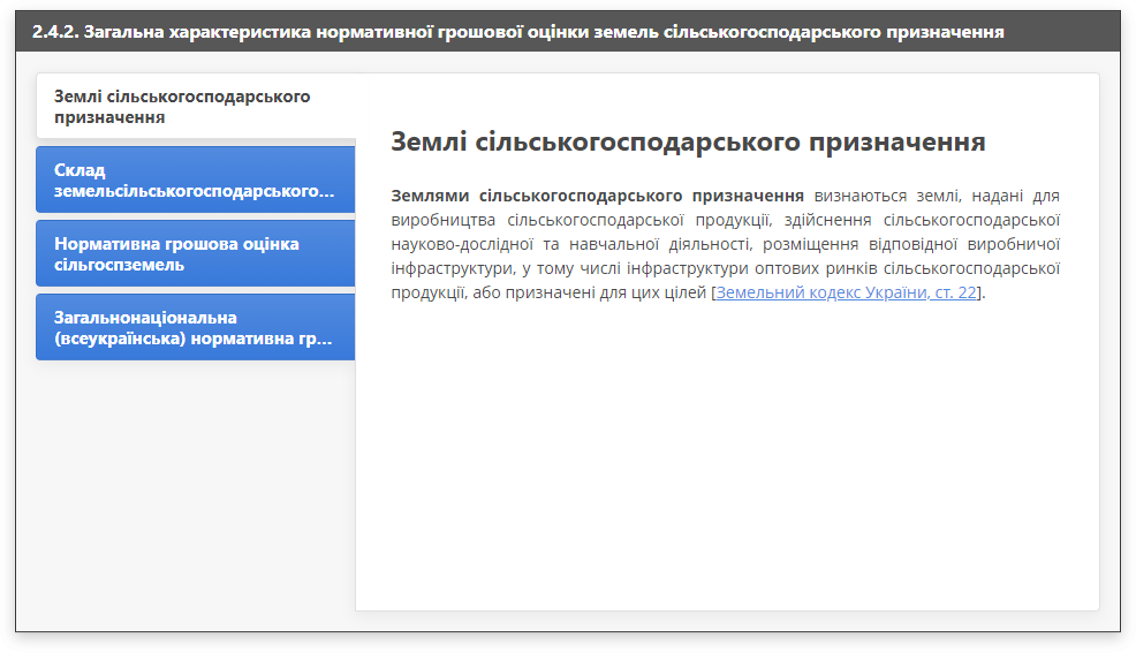 2.4.2. Загальна характеристика нормативної грошової оцінки земель сільськогосподарського призначення
Землі сільськогосподарського
призначення
Склад
земельсільськогосподарського...
Нормативна грошова оцінка
сільгоспземель
Загальнонаціональна
(всеукраїнська) нормативна гр...
Землі сільськогосподарського призначення
Землями сільськогосподарського призначення визнаються землі, надані для
виробництва сільськогосподарської продукції, здійснення сільськогосподарської
науково-дослідної та навчальної діяльності, розміщення відповідної виробничої
інфраструктури, у тому числі інфраструктури оптових ринків сільськогосподарської
продукції, або призначені для цих цілей [Земельний кодекс України, ст. 22].